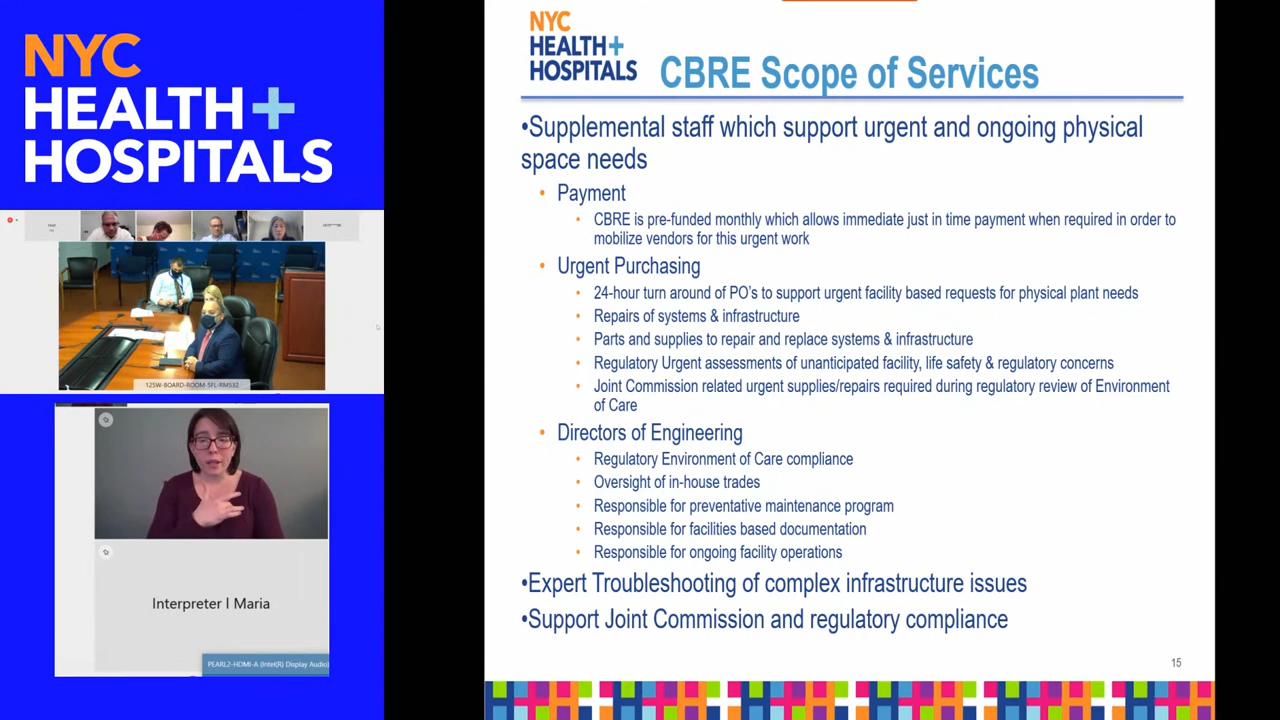 NYC
HEALTH+
HOSPITALS
125W-BOARD-ROOM-5FL-RM532
Interpreter I Maria
PEARL2-HDMI-A (Intel(R) Display Audio)
NYC
HEALTH+
HOSPITALS
CBRE Scope of Services
•Supplemental staff which support urgent and ongoing physical
space needs
• Payment
• CBRE is pre-funded monthly which allows immediate just in time payment when required in order to
mobilize vendors for this urgent work
• Urgent Purchasing
• 24-hour turn around of PO's to support urgent facility based requests for physical plant needs
• Repairs of systems & infrastructure
• Parts and supplies to repair and replace systems & infrastructure
• Regulatory Urgent assessments of unanticipated facility, life safety & regulatory concerns
• Joint Commission related urgent supplies/repairs required during regulatory review of Environment
of Care
• Directors of Engineering
• Regulatory Environment of Care compliance
• Oversight of in-house trades
• Responsible for preventative maintenance program
• Responsible for facilities based documentation
• Responsible for ongoing facility operations
•Expert Troubleshooting of complex infrastructure issues
•Support Joint Commission and regulatory compliance
15